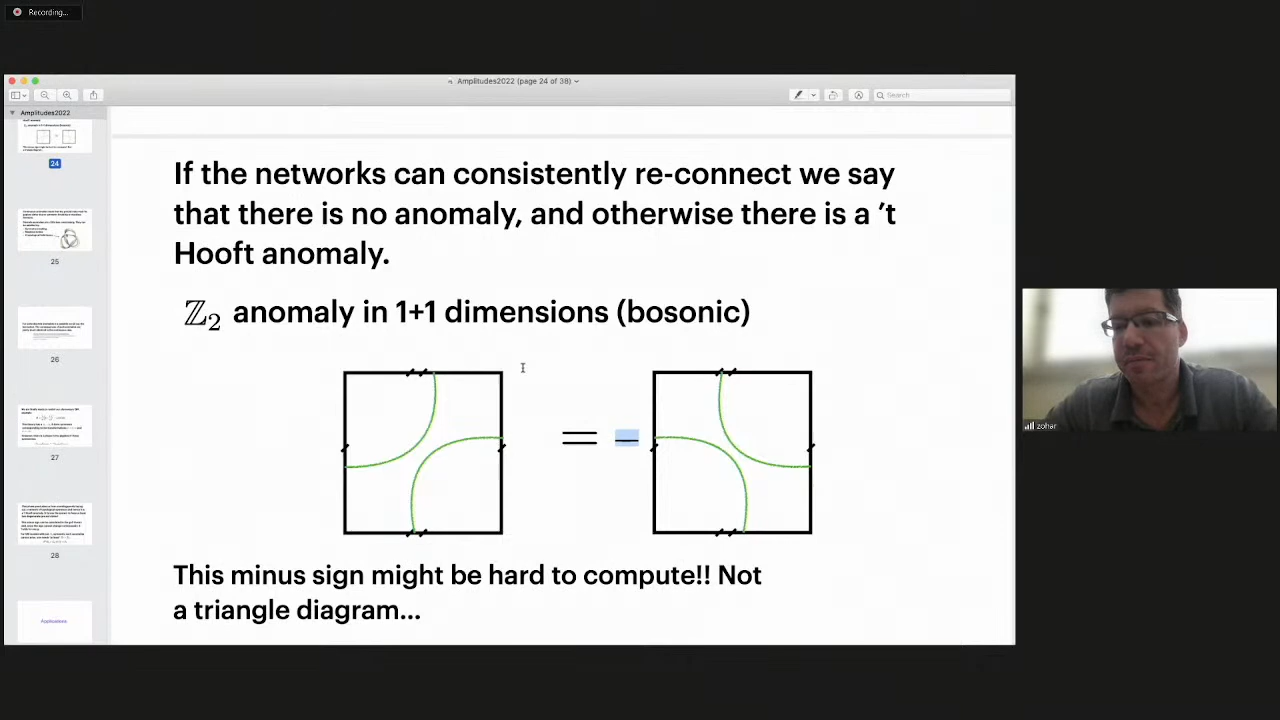 Recording...
Amplitudes2022 (page 24 of 38)
Search
Amplitudes2022
24
25
26
27
28
Applications
If the networks can consistently re-connect we say
that there is no anomaly, and otherwise there is a ’t
Hooft anomaly.
ℤ₂ anomaly in 1+1 dimensions (bosonic)
= –
This minus sign might be hard to compute!! Not
a triangle diagram...
zohar